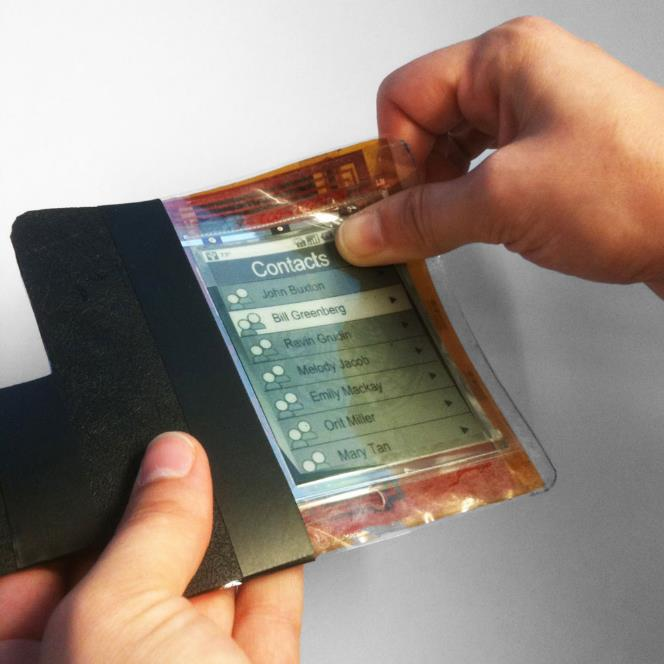 Contacts
John Buxton
Bill Greenberg
Ravin Grudin
Melody Jacob
Emily Mackay
Orit Miller
Mary Tan